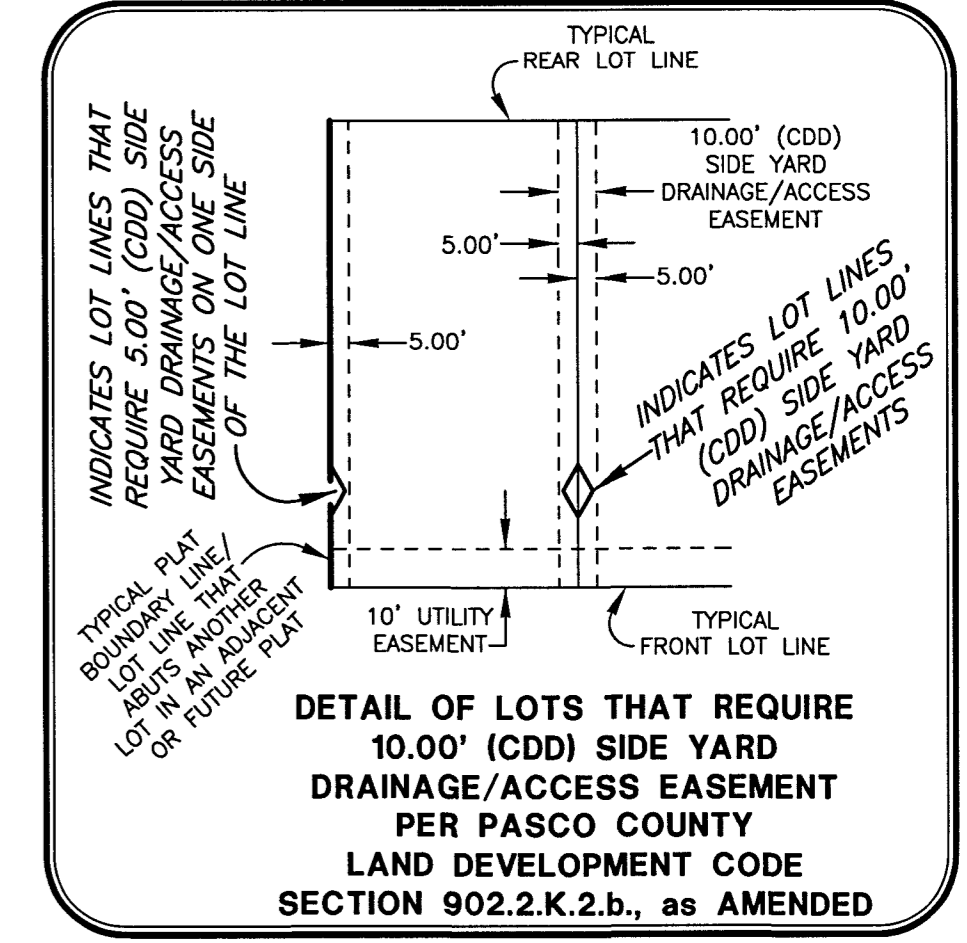 TYPICAL
REAR LOT LINE
INDICATES LOT LINES THAT
REQUIRE 5.00' (CDD) SIDE
YARD DRAINAGE/ACCESS
EASEMENTS ON ONE SIDE
OF THE LOT LINE
10.00' (CDD)
SIDE YARD
DRAINAGE/ACCESS
EASEMENT
5.00'
5.00'
5.00'
INDICATES LOT LINES
THAT REQUIRE 10.00'
(CDD) SIDE YARD
DRAINAGE/ACCESS
EASEMENTS
TYPICAL PLAT
BOUNDARY LINE/
LOT LINE THAT
ABUTS ANOTHER
LOT IN AN ADJACENT
OR FUTURE PLAT
10' UTILITY
EASEMENT
TYPICAL
FRONT LOT LINE
DETAIL OF LOTS THAT REQUIRE
10.00' (CDD) SIDE YARD
DRAINAGE/ACCESS EASEMENT
PER PASCO COUNTY
LAND DEVELOPMENT CODE
SECTION 902.2.K.2.b., as AMENDED